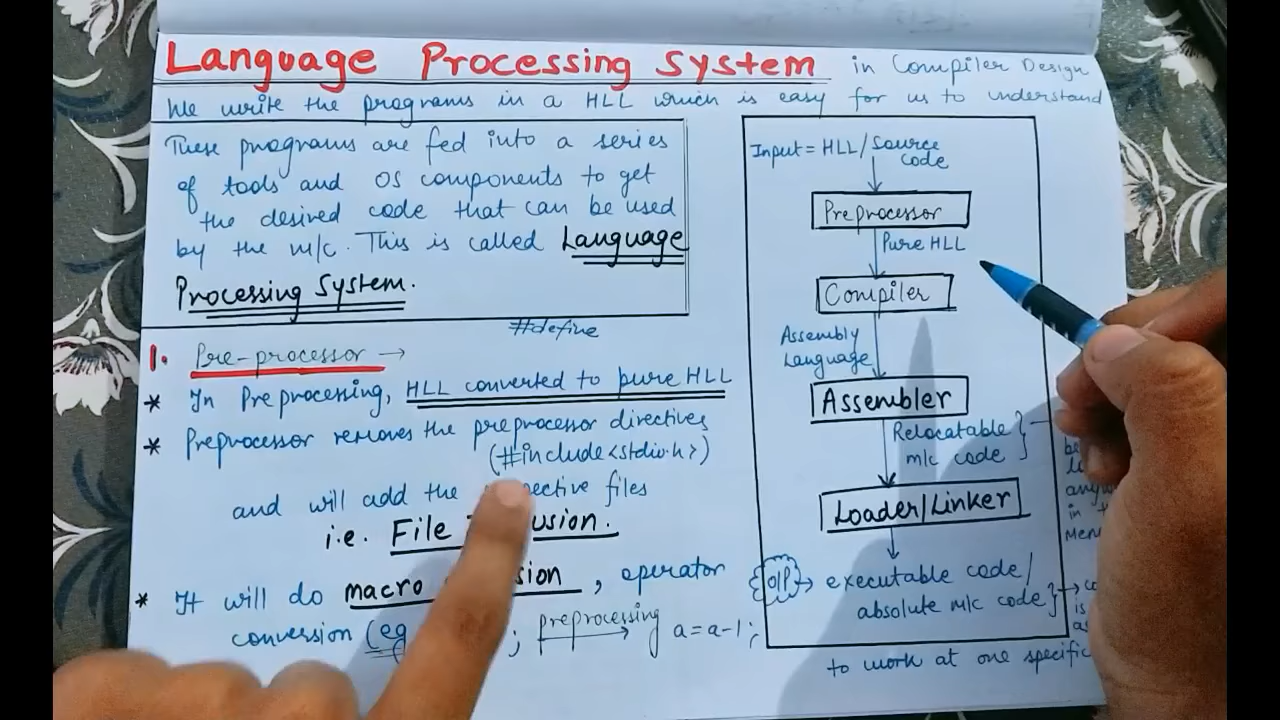 Language Processing System in Compiler Design
We write the programs in a HLL which is easy for us to understand
These programs are fed into a series
of tools and OS components to get
the desired code that can be used
by the m/c. This is called Language
Processing System.
#define
1. Pre-processor →
* In Preprocessing, HLL converted to pure HLL
* Preprocessor removes the preprocessor directives
(#include<stdio.h>)
and will add the files
i.e. File
* It will do macro , operator
conversion (eg ; preprocessing a=a-1;
Input = HLL/Source
code
Preprocessor
Pure HLL
Compiler
Assembly
Language
Assembler
Relocatable
m/c code
Loader/Linker
O/P → executable code/
absolute m/c code
to work at one specific
in